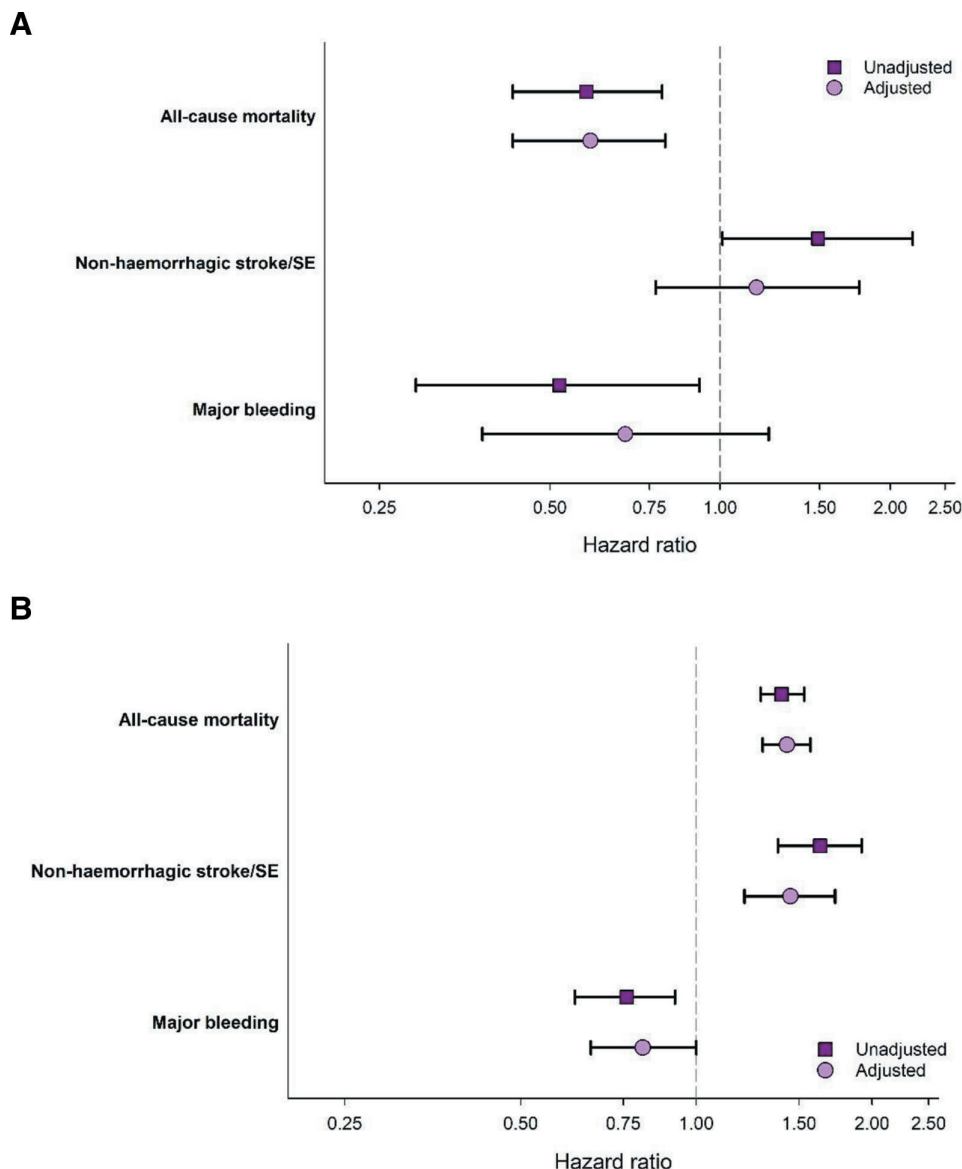 A
Unadjusted
Adjusted
All-cause mortality
Non-haemorrhagic stroke/SE
Major bleeding
0.25 0.50 0.75 1.00 1.50 2.00 2.50
Hazard ratio
B
All-cause mortality
Non-haemorrhagic stroke/SE
Major bleeding
Unadjusted
Adjusted
0.25 0.50 0.75 1.00 1.50 2.00 2.50
Hazard ratio